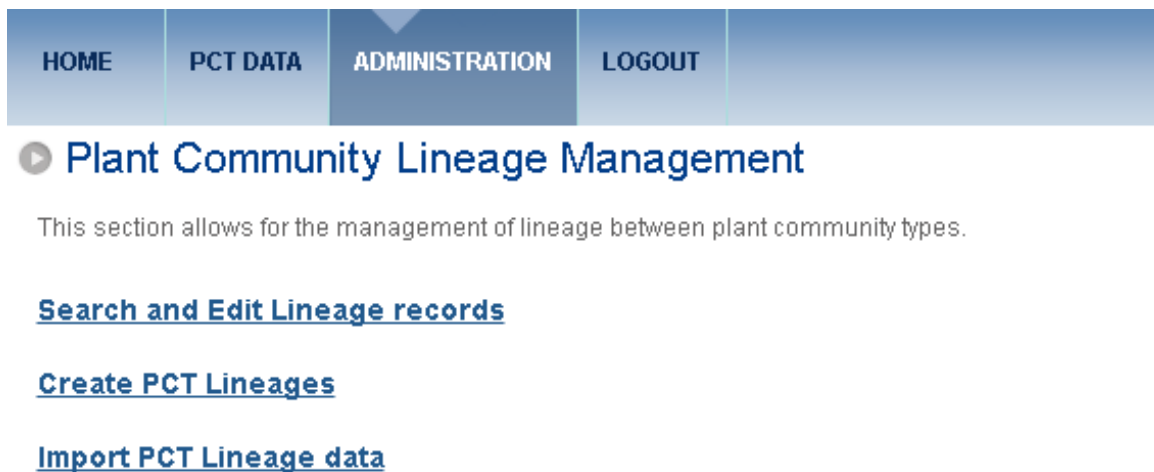 HOME PCT DATA ADMINISTRATION LOGOUT
Plant Community Lineage Management
This section allows for the management of lineage between plant community types.
Search and Edit Lineage records
Create PCT Lineages
Import PCT Lineage data